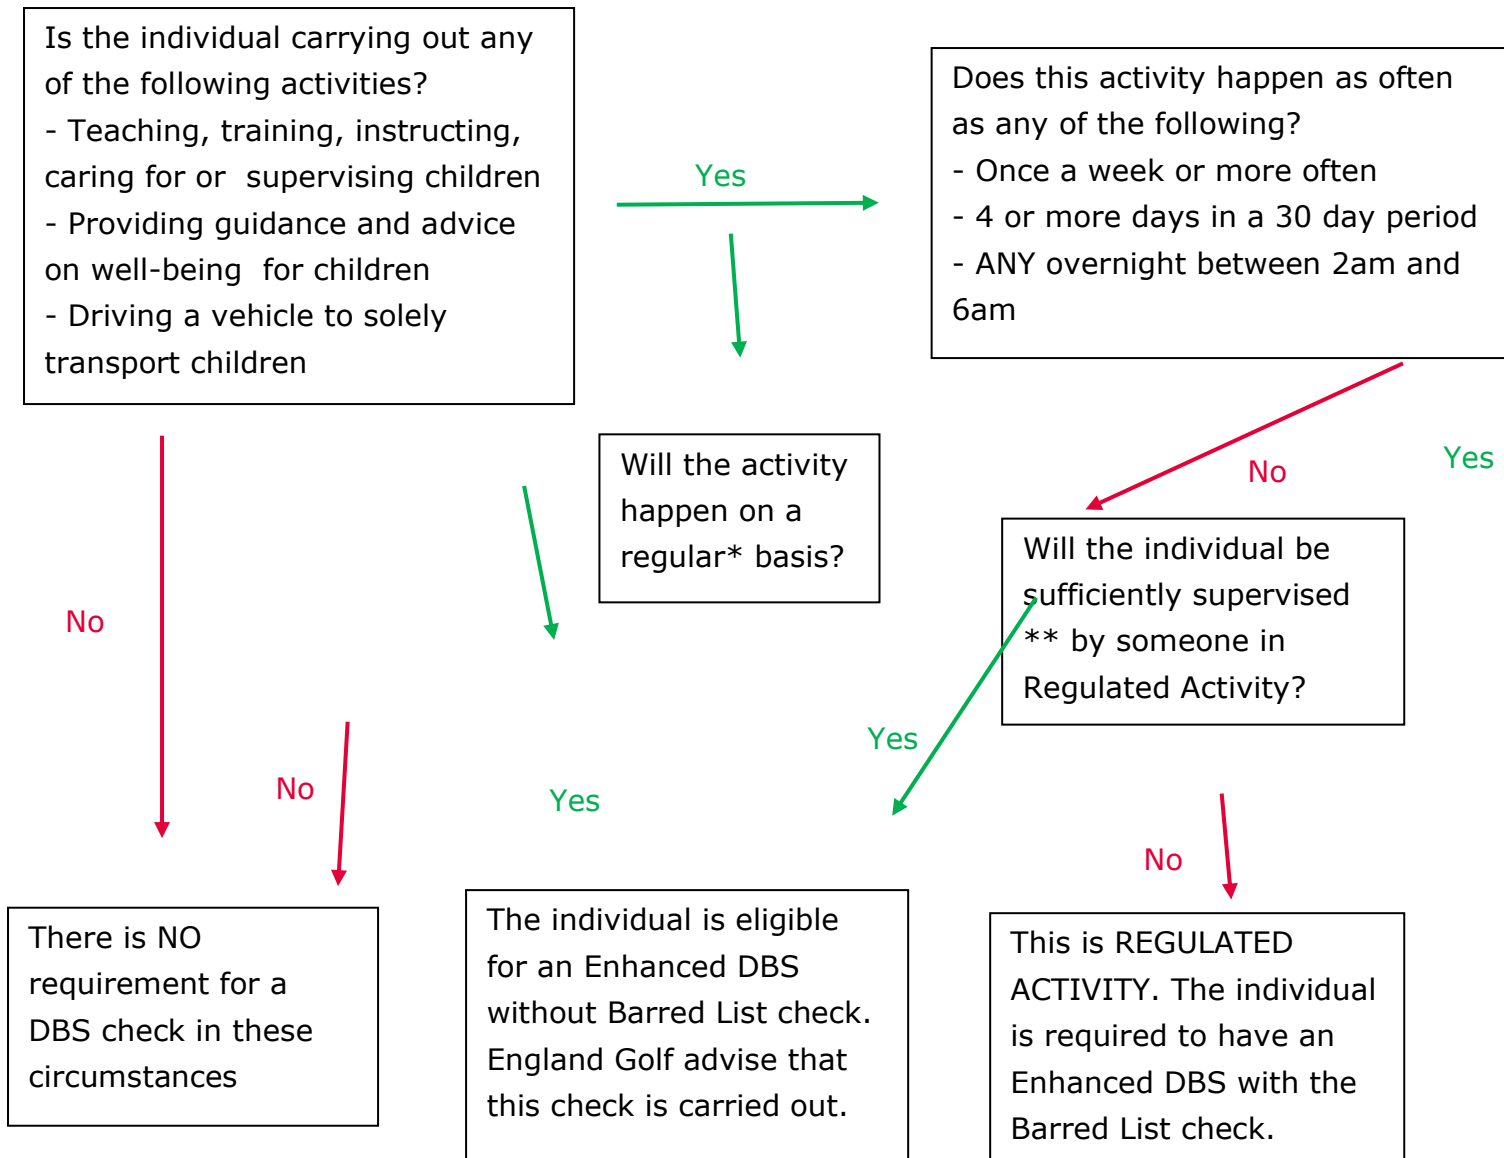 Is the individual carrying out any
of the following activities?
- Teaching, training, instructing,
caring for or  supervising children
- Providing guidance and advice
on well-being  for children
- Driving a vehicle to solely
transport children
Yes
Does this activity happen as often
as any of the following?
- Once a week or more often
- 4 or more days in a 30 day period
- ANY overnight between 2am and
6am
Will the activity
happen on a
regular* basis?
No
Yes
Will the individual be
sufficiently supervised
** by someone in
Regulated Activity?
No
No
Yes
Yes
No
There is NO
requirement for a
DBS check in these
circumstances
The individual is eligible
for an Enhanced DBS
without Barred List check.
England Golf advise that
this check is carried out.
This is REGULATED
ACTIVITY. The individual
is required to have an
Enhanced DBS with the
Barred List check.